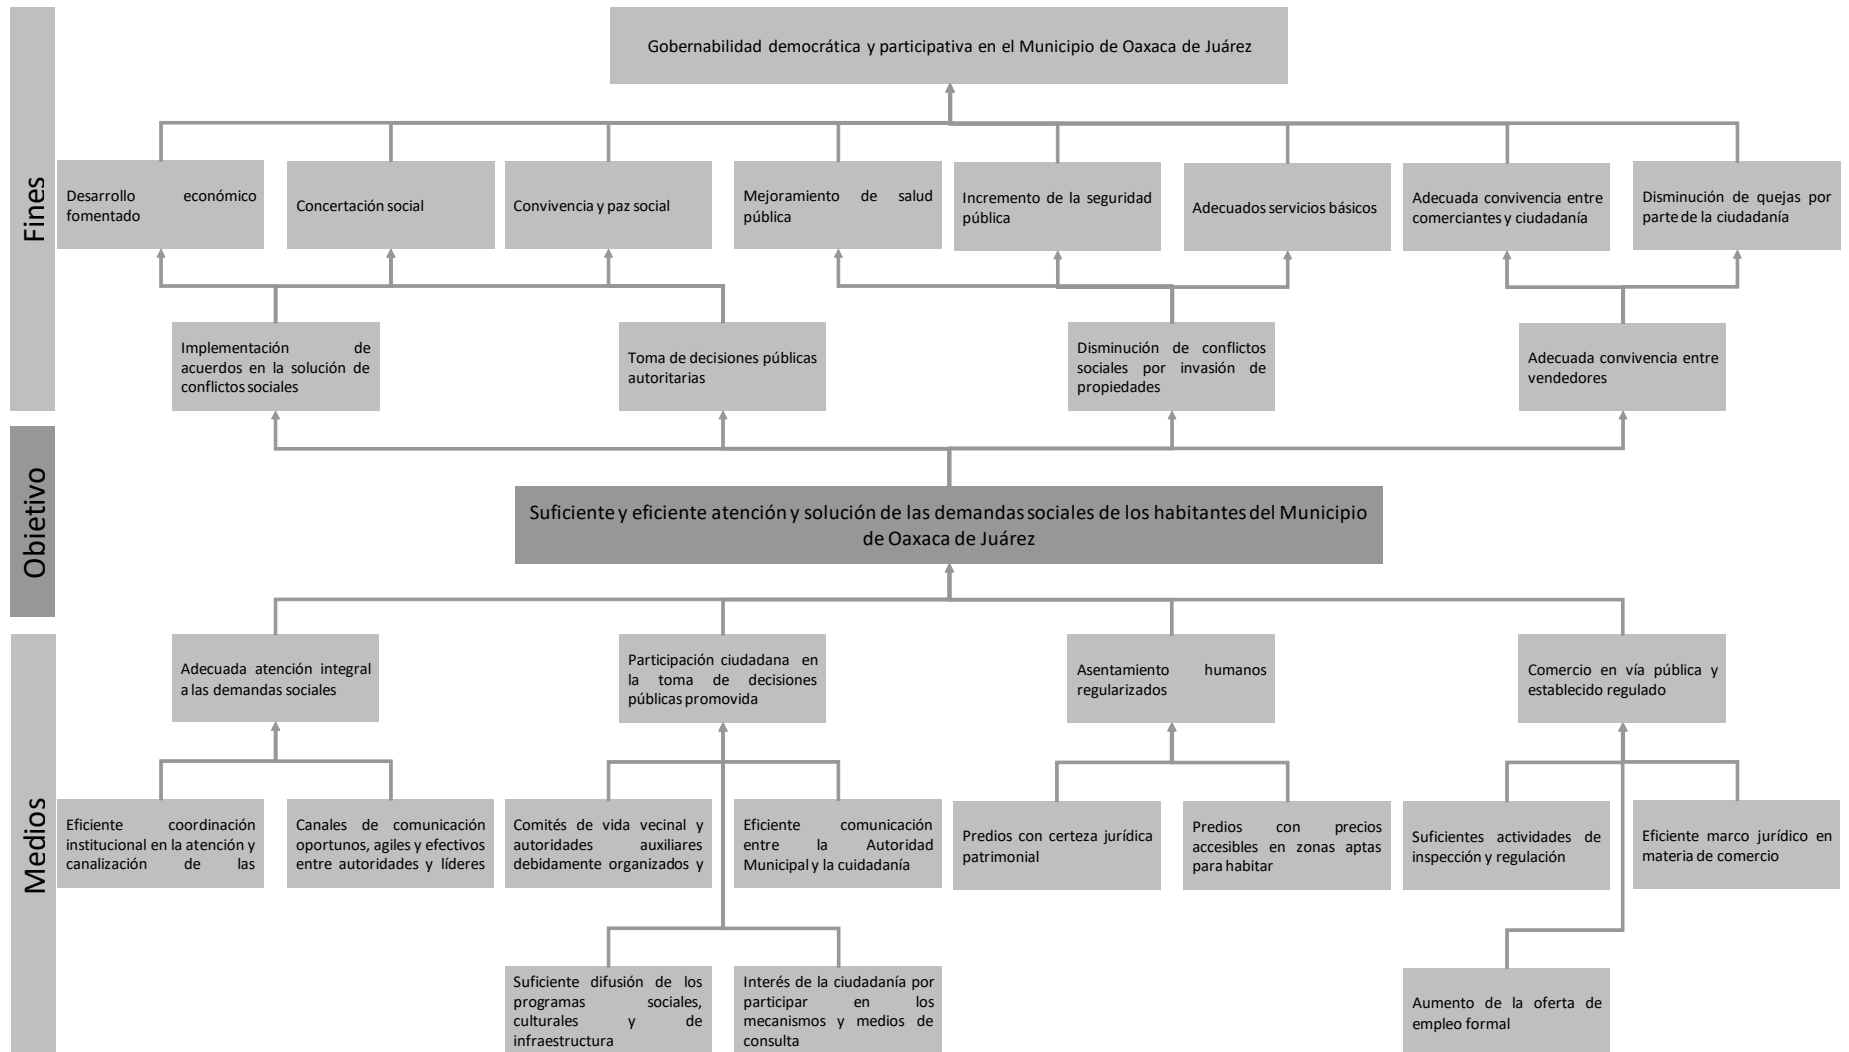 Gobernabilidad democrática y participativa en el Municipio de Oaxaca de Juárez
Fines
Desarrollo económico
fomentado
Concertación social
Convivencia y paz social
Mejoramiento de salud
pública
Incremento de la seguridad
pública
Adecuados servicios básicos
Adecuada convivencia entre
comerciantes y ciudadanía
Disminución de quejas por
parte de la ciudadanía
Implementación de
acuerdos en la solución de
conflictos sociales
Toma de decisiones públicas
autoritarias
Disminución de conflictos
sociales por invasión de
propiedades
Adecuada convivencia entre
vendedores
Objetivo
Suficiente y eficiente atención y solución de las demandas sociales de los habitantes del Municipio
de Oaxaca de Juárez
Medios
Adecuada atención integral
a las demandas sociales
Participación ciudadana en
la toma de decisiones
públicas promovida
Asentamiento humanos
regularizados
Comercio en vía pública y
establecido regulado
Eficiente coordinación
institucional en la atención y
canalización de las
Canales de comunicación
oportunos, agiles y efectivos
entre autoridades y líderes
Comités de vida vecinal y
autoridades auxiliares
debidamente organizados y
Eficiente comunicación
entre la Autoridad
Municipal y la cuidadanía
Predios con certeza jurídica
patrimonial
Predios con precios
accesibles en zonas aptas
para habitar
Suficientes actividades de
inspección y regulación
Eficiente marco jurídico en
materia de comercio
Suficiente difusión de los
programas sociales,
culturales y de
infraestructura
Interés de la ciudadanía por
participar en los
mecanismos y medios de
consulta
Aumento de la oferta de
empleo formal